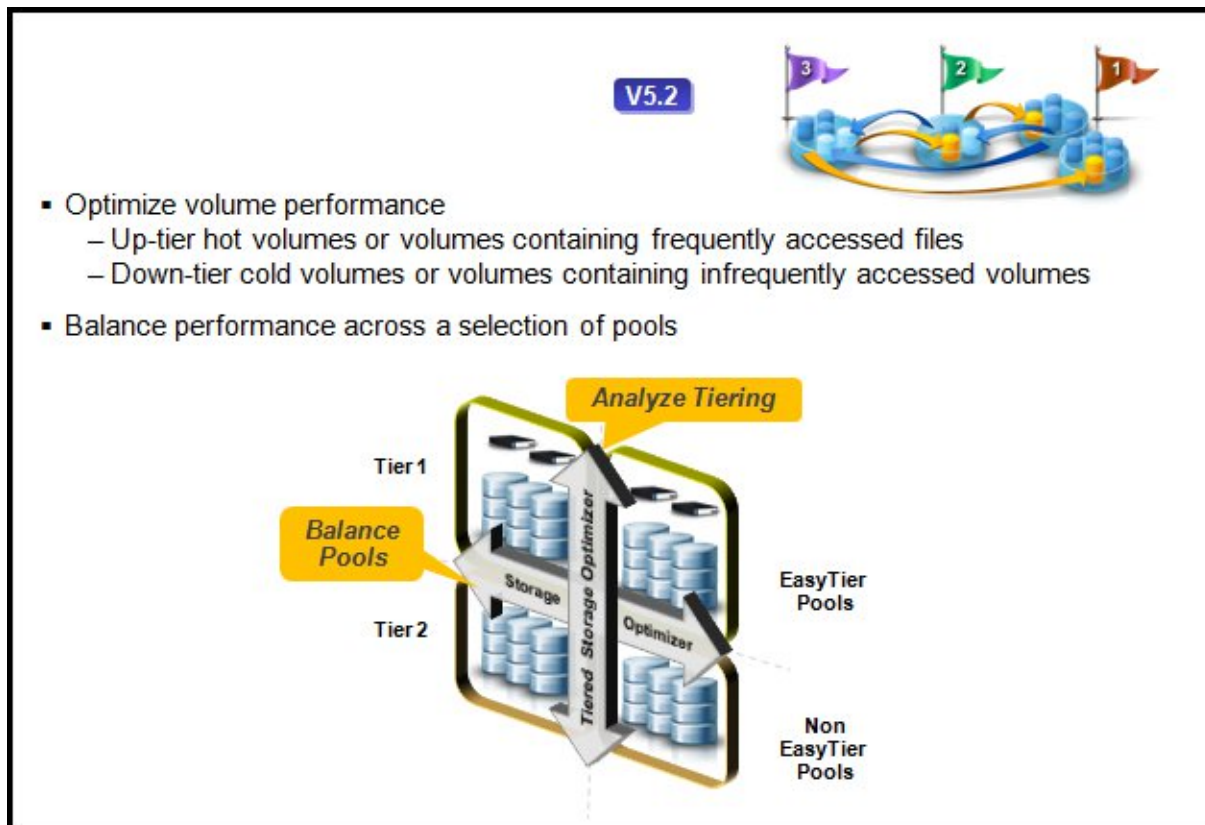 3
2
1
V5.2
▪ Optimize volume performance
– Up-tier hot volumes or volumes containing frequently accessed files
– Down-tier cold volumes or volumes containing infrequently accessed volumes
▪ Balance performance across a selection of pools
Analyze Tiering
Tier 1
Balance
Pools
Storage
Optimizer
Tiered Storage Optimizer
EasyTier
Pools
Tier 2
Non
EasyTier
Pools